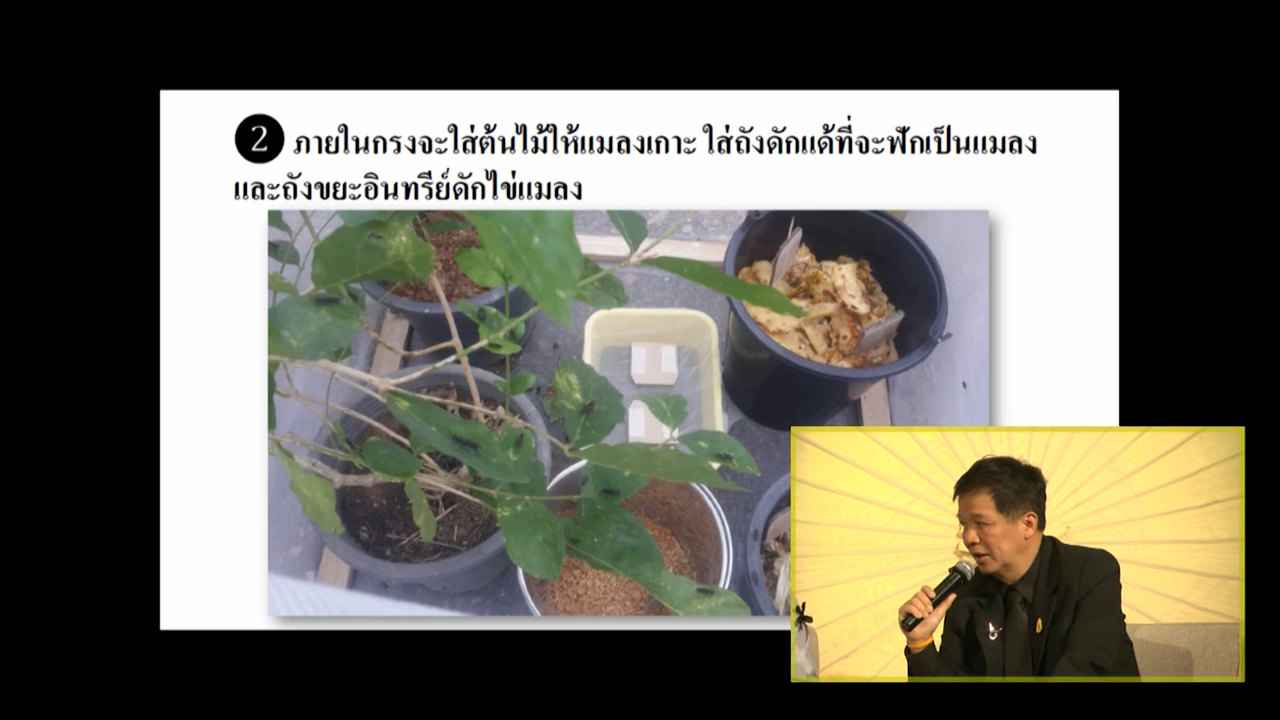 2 ภายในกรงจะใส่ต้นไม้ให้แมลงเกาะ ใส่ถังดักแด้ที่จะฟักเป็นแมลง
และถังขยะอินทรีย์ดักไข่แมลง